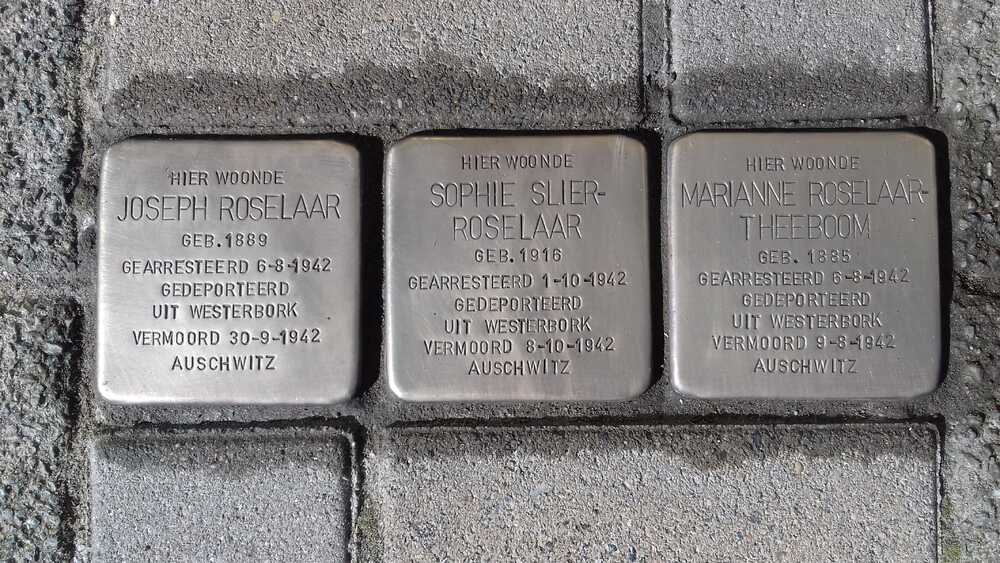 HIER WOONDE
JOSEPH ROSELAAR
GEB. 1889
GEARRESTEERD 6-8-1942
GEDEPORTEERD
UIT WESTERBORK
VERMOORD 30-9-1942
AUSCHWITZ
HIER WOONDE
SOPHIE SLIER-
ROSELAAR
GEB. 1916
GEARRESTEERD 1-10-1942
GEDEPORTEERD
UIT WESTERBORK
VERMOORD 8-10-1942
AUSCHWITZ
HIER WOONDE
MARIANNE ROSELAAR-
THEEBOOM
GEB. 1885
GEARRESTEERD 6-8-1942
GEDEPORTEERD
UIT WESTERBORK
VERMOORD 9-8-1942
AUSCHWITZ